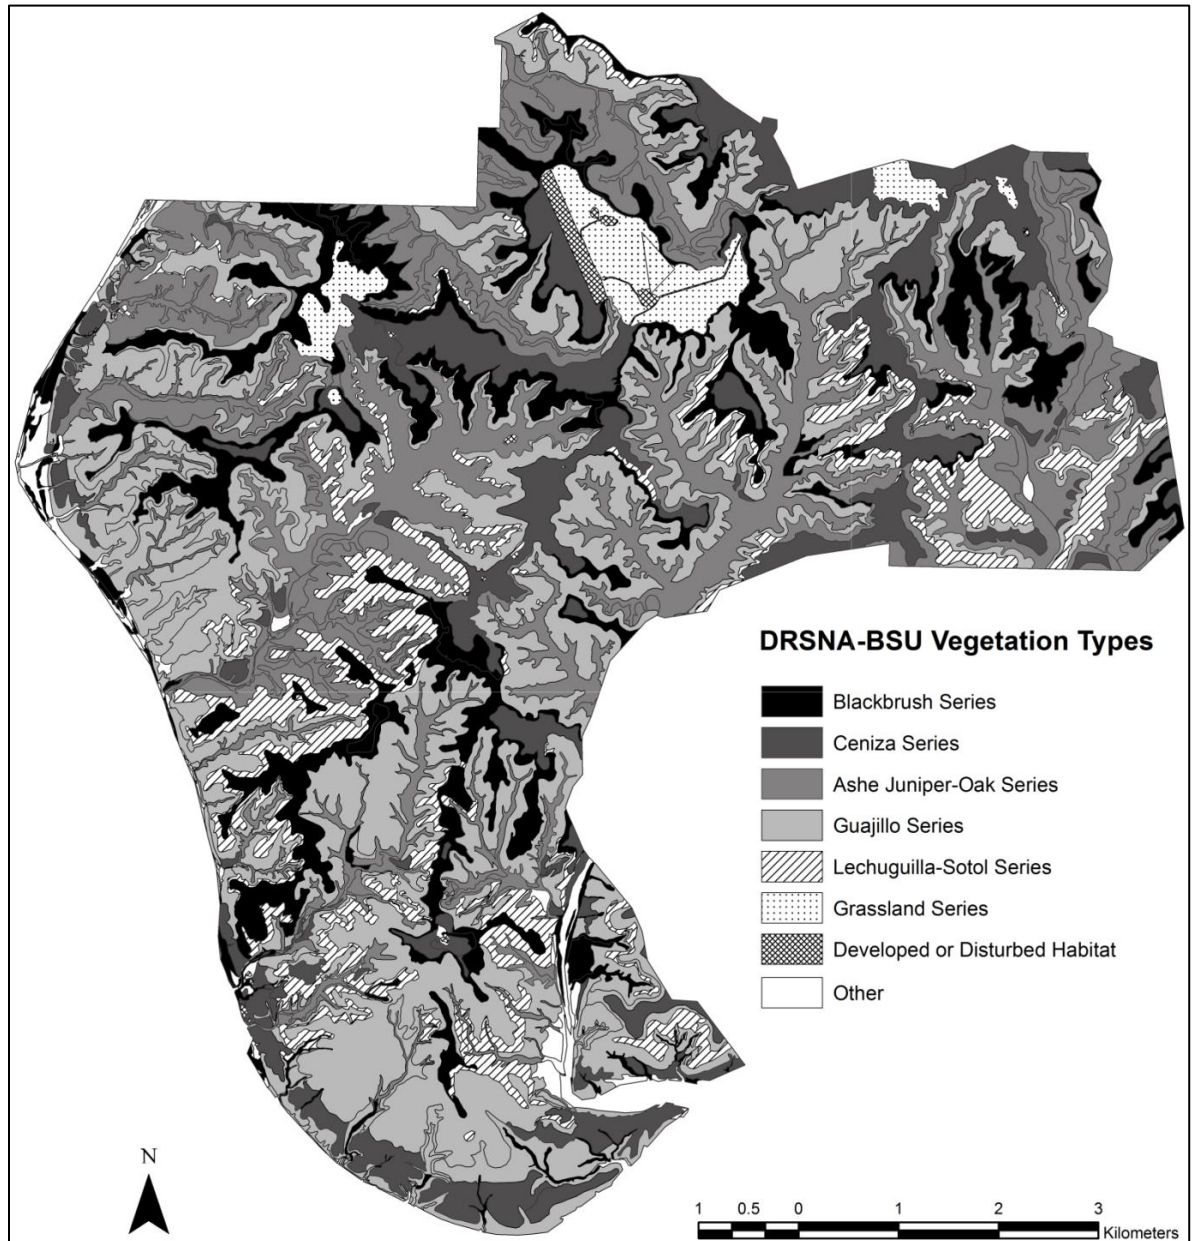 DRSNA-BSU Vegetation Types
Blackbrush Series
Ceniza Series
Ashe Juniper-Oak Series
Guajillo Series
Lechuguilla-Sotol Series
Grassland Series
Developed or Disturbed Habitat
Other
N
1 0.5 0 1 2 3
Kilometers